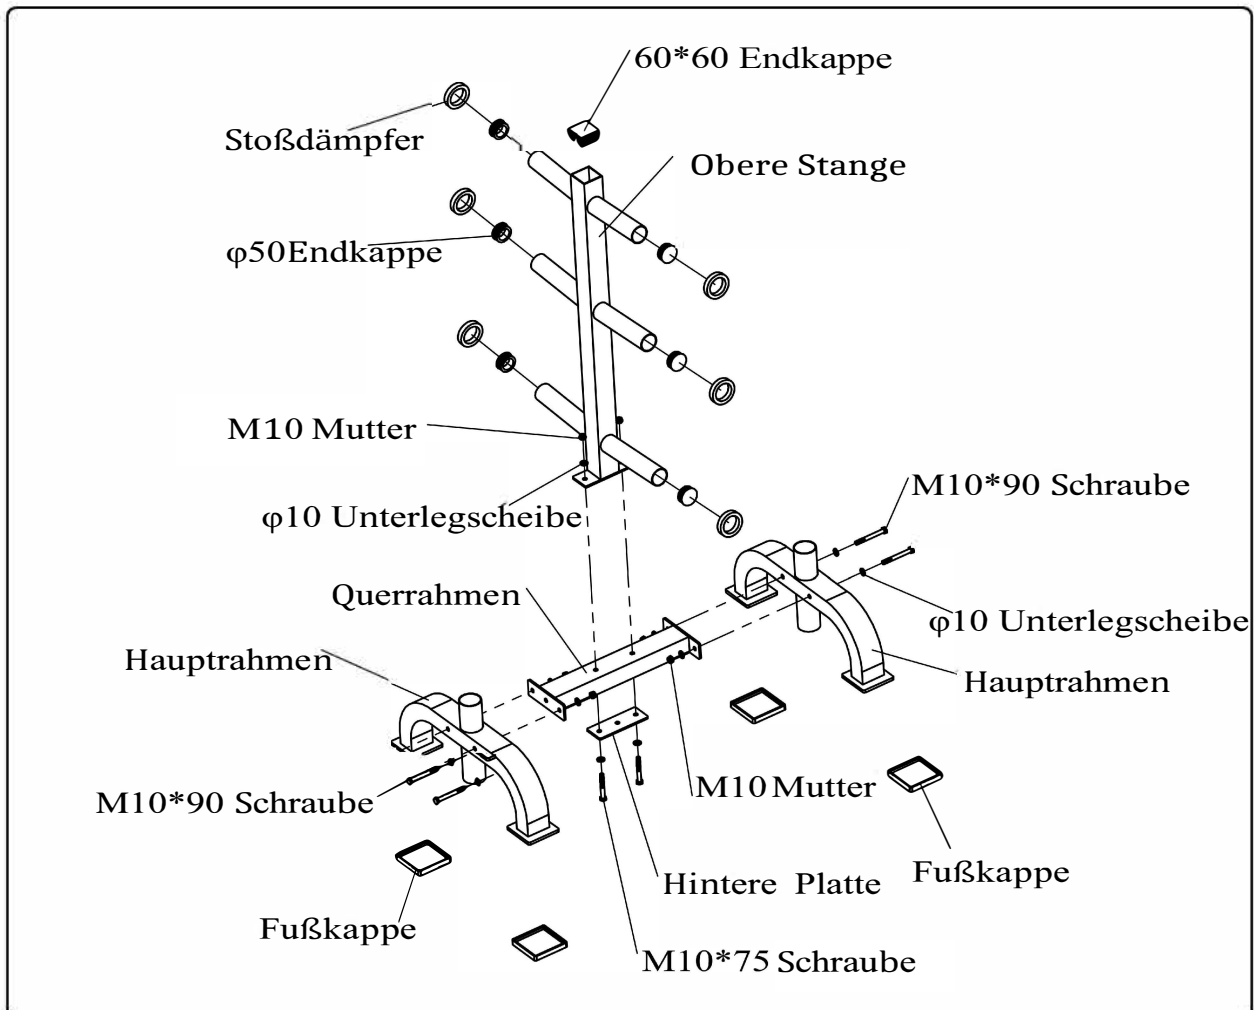 60*60 Endkappe
Stoßdämpfer
Obere Stange
φ50Endkappe
M10 Mutter
M10*90 Schraube
φ10 Unterlegscheibe
Querrahmen
φ10 Unterlegscheibe
Hauptrahmen
Hauptrahmen
M10*90 Schraube
M10 Mutter
Fußkappe
Hintere Platte
Fußkappe
M10*75 Schraube